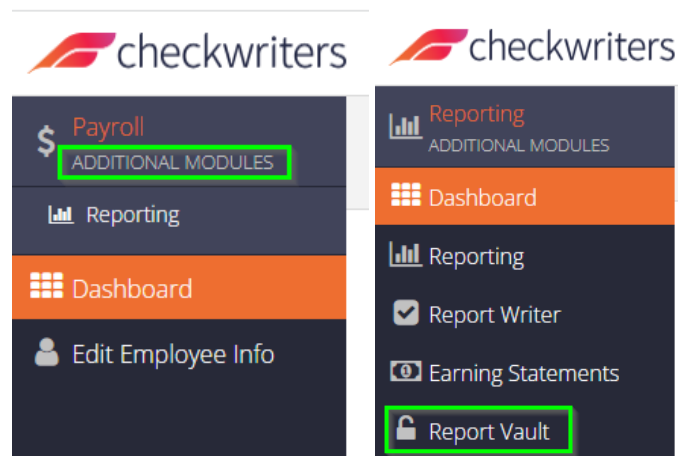 checkwriters
$ Payroll
ADDITIONAL MODULES
Reporting
Dashboard
Edit Employee Info
checkwriters
Reporting
ADDITIONAL MODULES
Dashboard
Reporting
Report Writer
Earning Statements
Report Vault